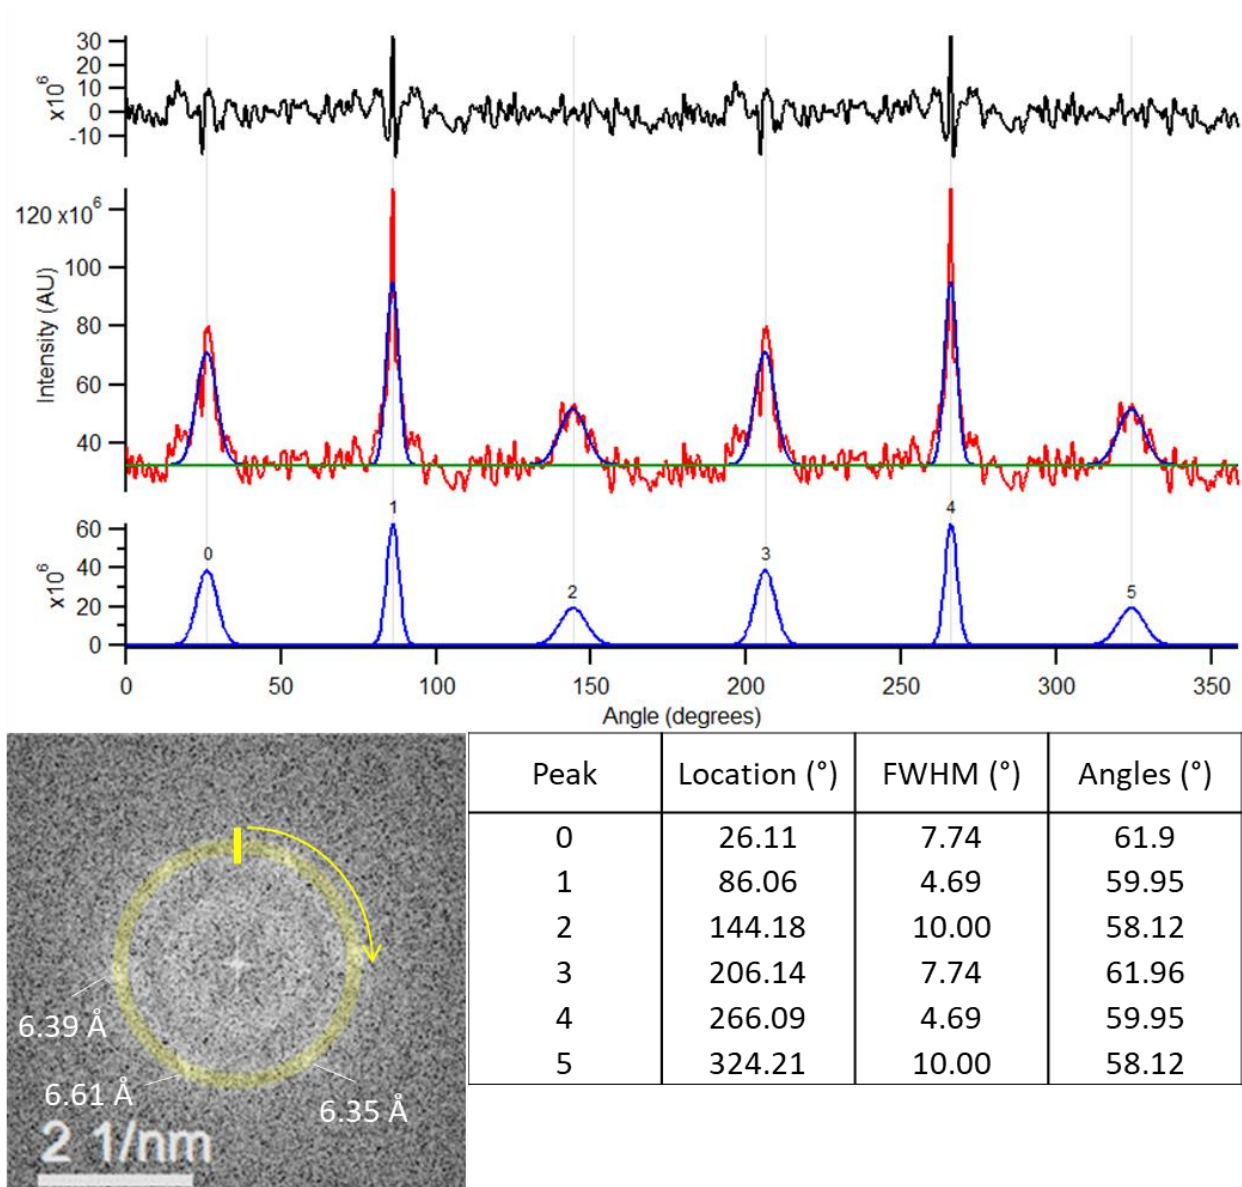 30
20
10
0
-10
x10⁶
120 x10⁶
100
80
60
40
Intensity (AU)
60
40
20
0
x10⁶
0
1
2
3
4
5
0
50
100
150
200
250
300
350
Angle (degrees)
6.39 Å
6.61 Å
6.35 Å
2 1/nm
Peak Location (°) FWHM (°) Angles (°)
0 26.11 7.74 61.9
1 86.06 4.69 59.95
2 144.18 10.00 58.12
3 206.14 7.74 61.96
4 266.09 4.69 59.95
5 324.21 10.00 58.12